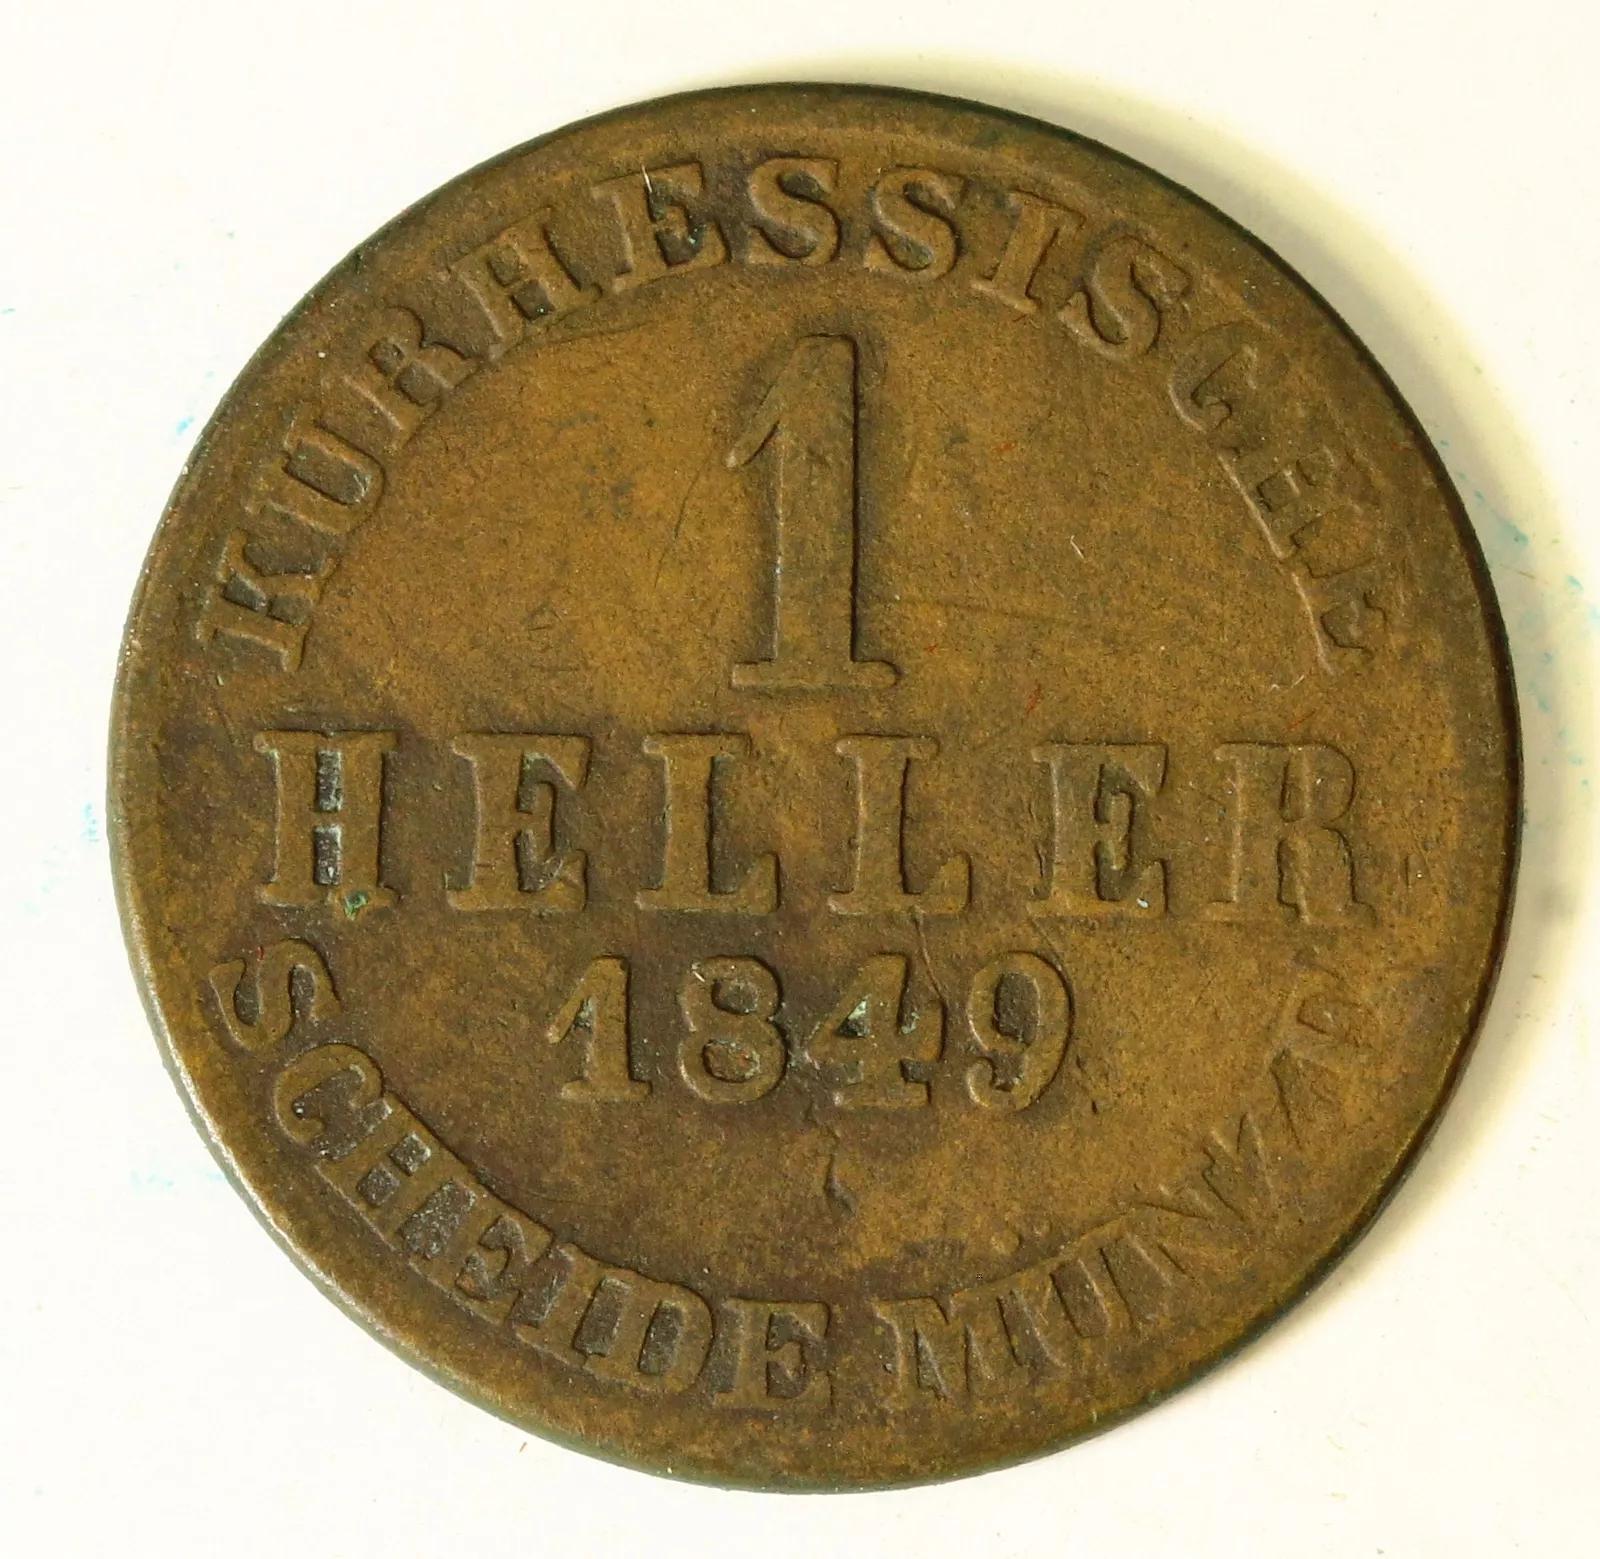 KURHESSISCHE
1
HELLER
1849
SCHEIDE MÜNZE